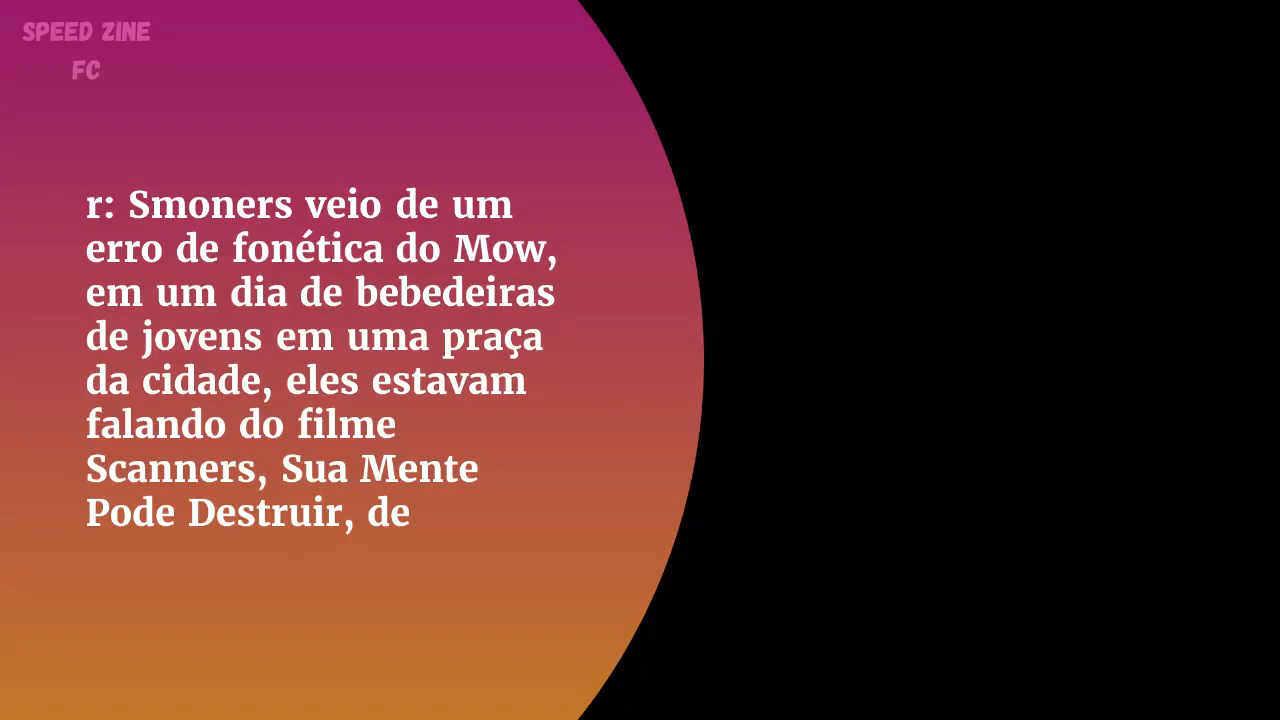 SPEED ZINE
FC
r: Smoners veio de um
erro de fonética do Mow,
em um dia de bebedeiras
de jovens em uma praça
da cidade, eles estavam
falando do filme
Scanners, Sua Mente
Pode Destruir, de